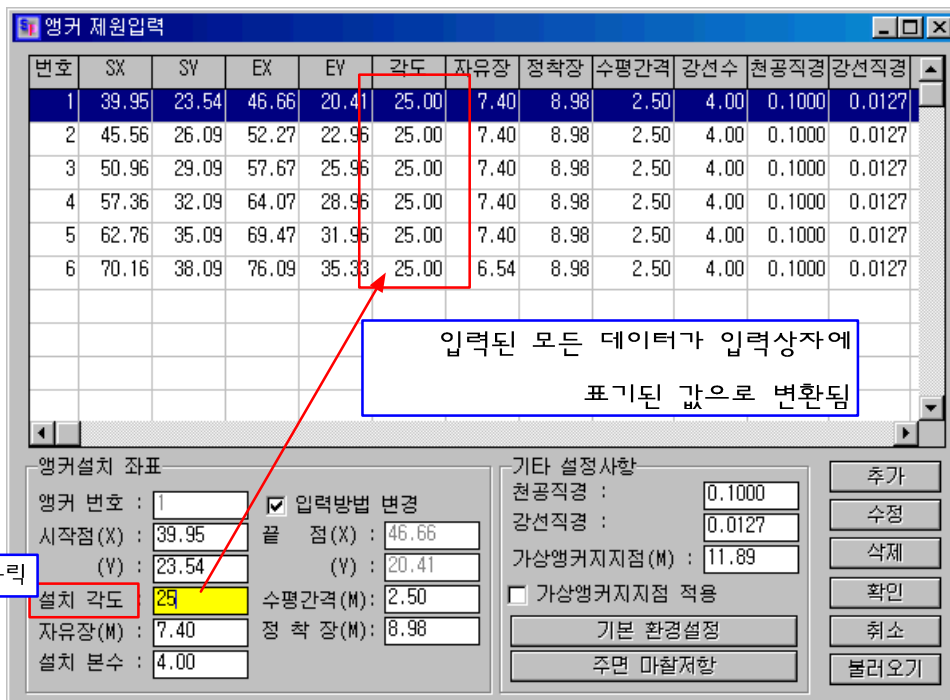 앵커 제원입력
번호 SX SY EX EY 각도 자유장 정착장 수평간격 강선수 천공직경 강선직경
1 39.95 23.54 46.66 20.41 25.00 7.40 8.98 2.50 4.00 0.1000 0.0127
2 45.56 26.09 52.27 22.96 25.00 7.40 8.98 2.50 4.00 0.1000 0.0127
3 50.96 29.09 57.67 25.96 25.00 7.40 8.98 2.50 4.00 0.1000 0.0127
4 57.36 32.09 64.07 28.96 25.00 7.40 8.98 2.50 4.00 0.1000 0.0127
5 62.76 35.09 69.47 31.96 25.00 7.40 8.98 2.50 4.00 0.1000 0.0127
6 70.16 38.09 76.09 35.33 25.00 6.54 8.98 2.50 4.00 0.1000 0.0127
입력된 모든 데이터가 입력상자에
표기된 값으로 변환됨
앵커설치 좌표
앵커 번호 : 1 입력방법 변경
시작점(X) : 39.95 끝 점(X) : 46.66
(Y) : 23.54 (Y) : 20.41
릭
설치 각도 : 25 수평간격(M): 2.50
자유장(M) : 7.40 정 착 장(M): 8.98
설치 본수 : 4.00
기타 설정사항
천공직경 : 0.1000
강선직경 : 0.0127
가상앵커지지점(M) : 11.89
가상앵커지지점 적용
기본 환경설정
주면 마찰저항
추가
수정
삭제
확인
취소
불러오기